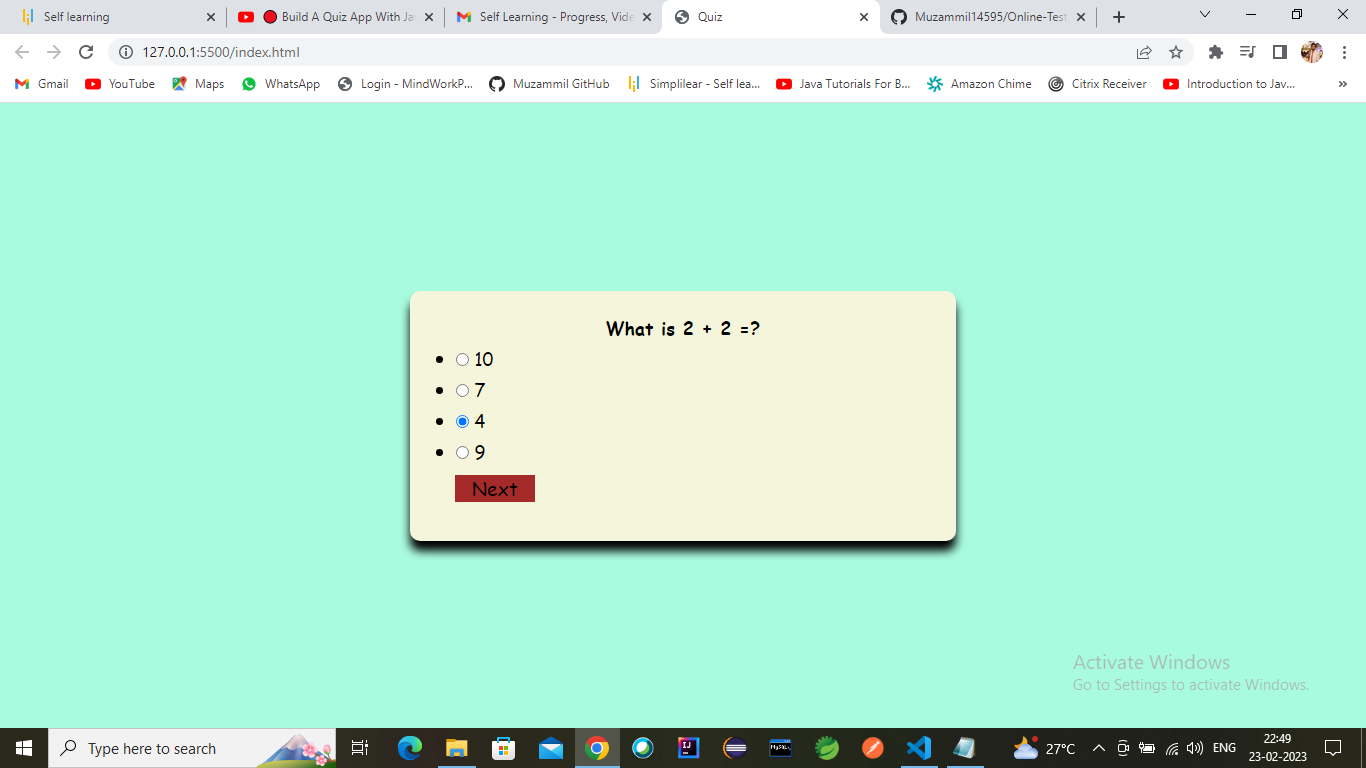 Self learning
Build A Quiz App With Ja
Self Learning - Progress, Vide
Quiz
Muzammil14595/Online-Test
127.0.0.1:5500/index.html
Gmail
YouTube
Maps
WhatsApp
Login - MindWorkP...
Muzammil GitHub
Simplilear - Self lea...
Java Tutorials For B...
Amazon Chime
Citrix Receiver
Introduction to Jav...
»
What is 2 + 2 =?
10
7
4
9
Next
Activate Windows
Go to Settings to activate Windows.
Type here to search
27°C
ENG
22:49
23-02-2023